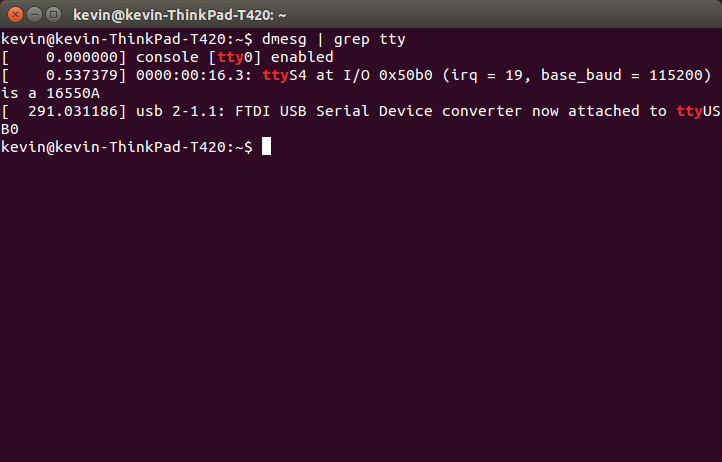 kevin@kevin-ThinkPad-T420: ~
kevin@kevin-ThinkPad-T420:~$ dmesg | grep tty
[    0.000000] console [tty0] enabled
[    0.537379] 0000:00:16.3: ttyS4 at I/O 0x50b0 (irq = 19, base_baud = 115200)
is a 16550A
[  291.031186] usb 2-1.1: FTDI USB Serial Device converter now attached to ttyUS
B0
kevin@kevin-ThinkPad-T420:~$